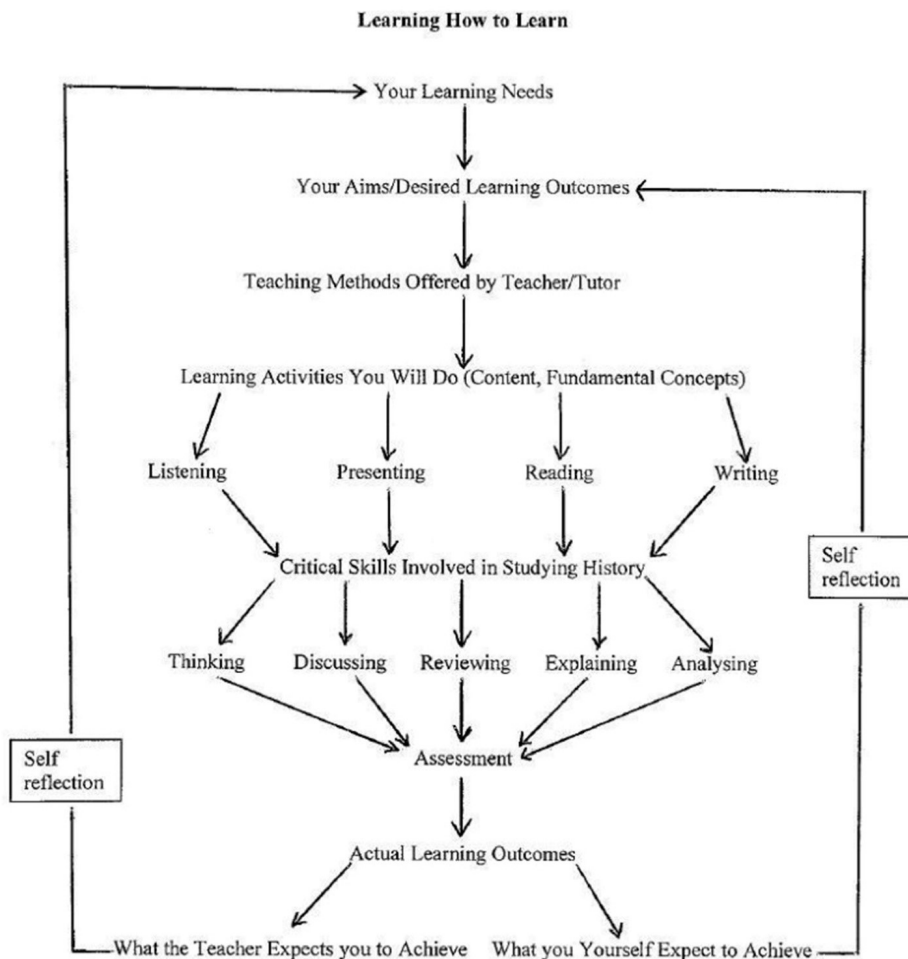 Learning How to Learn
Your Learning Needs
Your Aims/Desired Learning Outcomes
Teaching Methods Offered by Teacher/Tutor
Learning Activities You Will Do (Content, Fundamental Concepts)
Listening
Presenting
Reading
Writing
Critical Skills Involved in Studying History
Self
reflection
Thinking
Discussing
Reviewing
Explaining
Analysing
Self
reflection
Assessment
Actual Learning Outcomes
What the Teacher Expects you to Achieve
What you Yourself Expect to Achieve